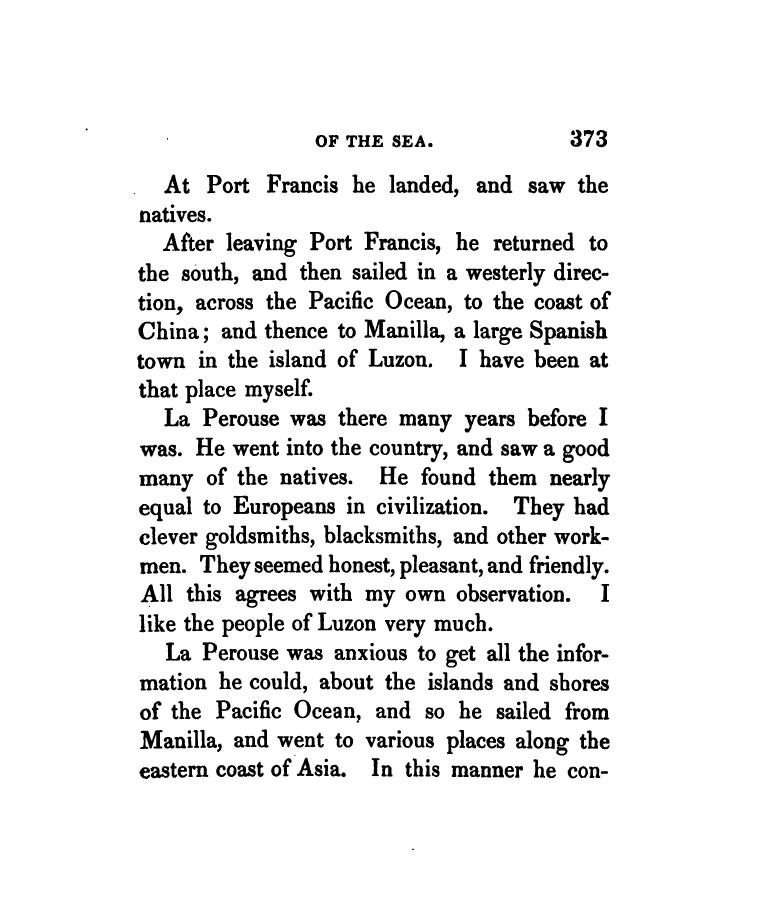 OF THE SEA. 373
At Port Francis he landed, and saw the
natives.
After leaving Port Francis, he returned to
the south, and then sailed in a westerly direc-
tion, across the Pacific Ocean, to the coast of
China; and thence to Manilla, a large Spanish
town in the island of Luzon. I have been at
that place myself.
La Perouse was there many years before I
was. He went into the country, and saw a good
many of the natives. He found them nearly
equal to Europeans in civilization. They had
clever goldsmiths, blacksmiths, and other work-
men. They seemed honest, pleasant, and friendly.
All this agrees with my own observation. I
like the people of Luzon very much.
La Perouse was anxious to get all the infor-
mation he could, about the islands and shores
of the Pacific Ocean, and so he sailed from
Manilla, and went to various places along the
eastern coast of Asia. In this manner he con-